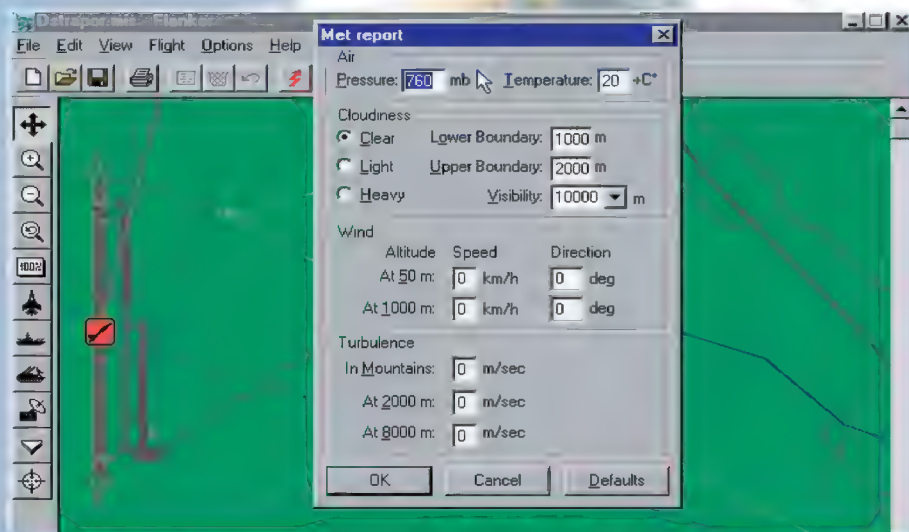 File Edit View Flight Options Help
Met report
Air
Pressure: 760 mb Temperature: 20 +C°
Cloudiness
Clear Lower Boundary: 1000 m
Light Upper Boundary: 2000 m
Heavy Visibility: 10000 m
Wind
Altitude Speed Direction
At 50 m: 0 km/h 0 deg
At 1000 m: 0 km/h 0 deg
Turbulence
In Mountains: 0 m/sec
At 2000 m: 0 m/sec
At 8000 m: 0 m/sec
OK Cancel Defaults
100%